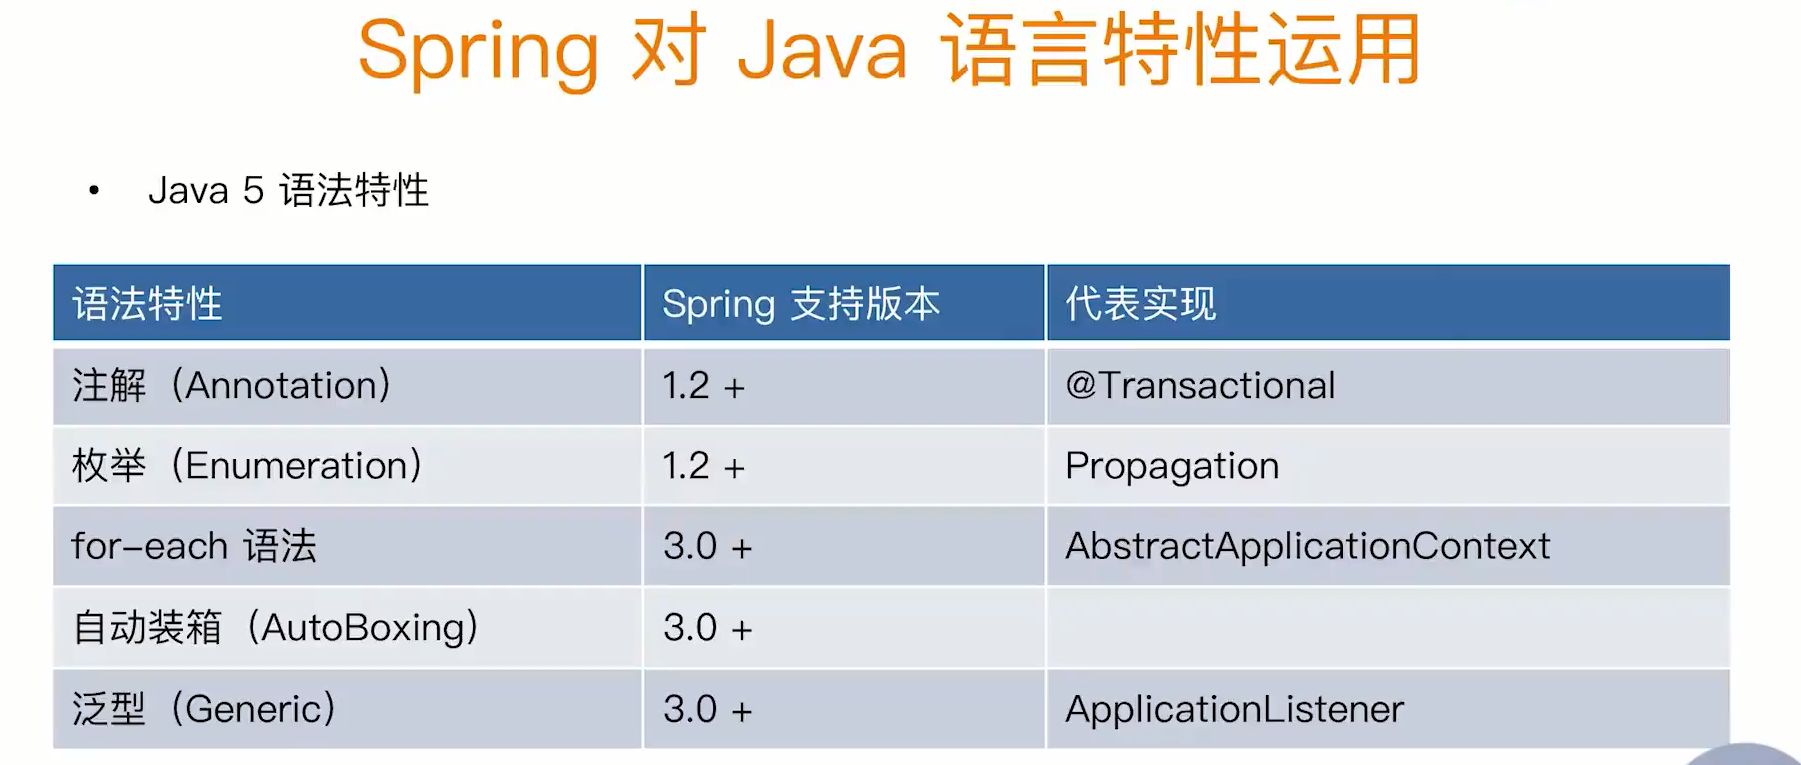 Spring 对 Java 语言特性运用
• Java 5 语法特性
语法特性 Spring 支持版本 代表实现
注解（Annotation） 1.2 + @Transactional
枚举（Enumeration） 1.2 + Propagation
for-each 语法 3.0 + AbstractApplicationContext
自动装箱（AutoBoxing） 3.0 +
泛型（Generic） 3.0 + ApplicationListener